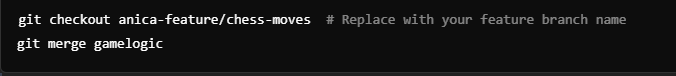 git checkout anica-feature/chess-moves  # Replace with your feature branch name
git merge gamelogic